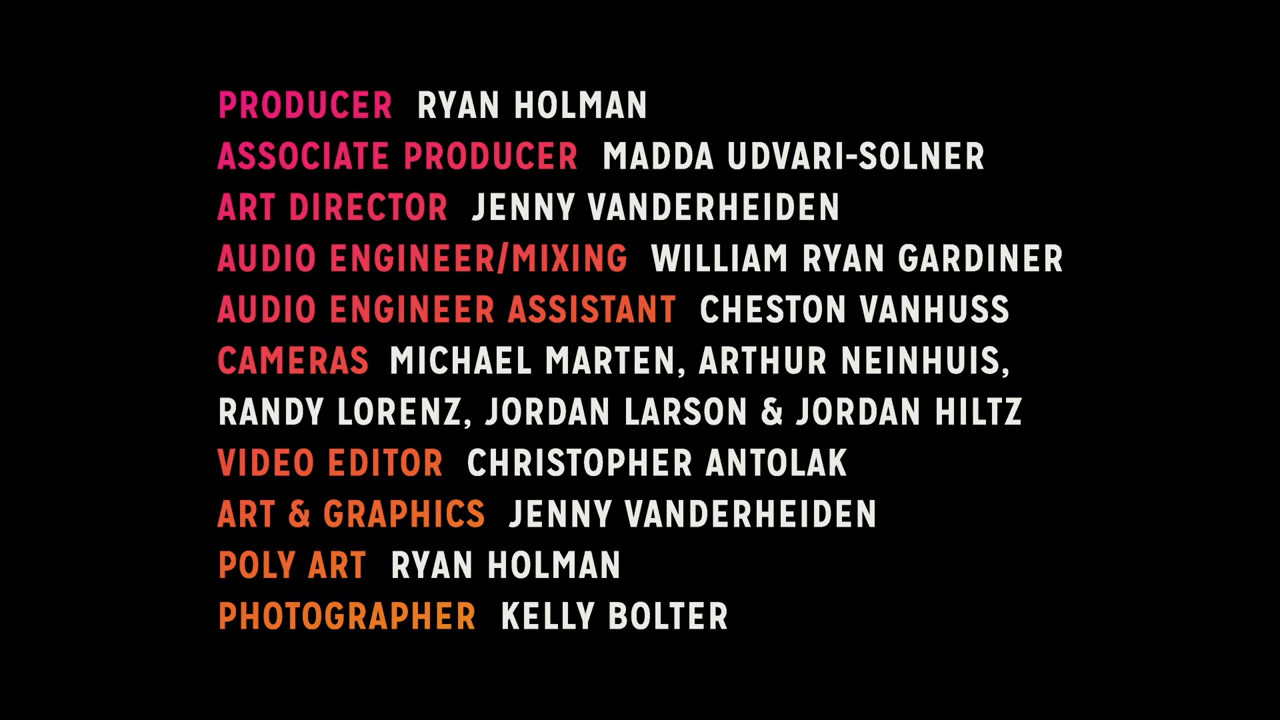 PRODUCER RYAN HOLMAN
ASSOCIATE PRODUCER MADDA UDVARI-SOLNER
ART DIRECTOR JENNY VANDERHEIDEN
AUDIO ENGINEER/MIXING WILLIAM RYAN GARDINER
AUDIO ENGINEER ASSISTANT CHESTON VANHUSS
CAMERAS MICHAEL MARTEN, ARTHUR NEINHUIS,
RANDY LORENZ, JORDAN LARSON & JORDAN HILTZ
VIDEO EDITOR CHRISTOPHER ANTOLAK
ART & GRAPHICS JENNY VANDERHEIDEN
POLY ART RYAN HOLMAN
PHOTOGRAPHER KELLY BOLTER